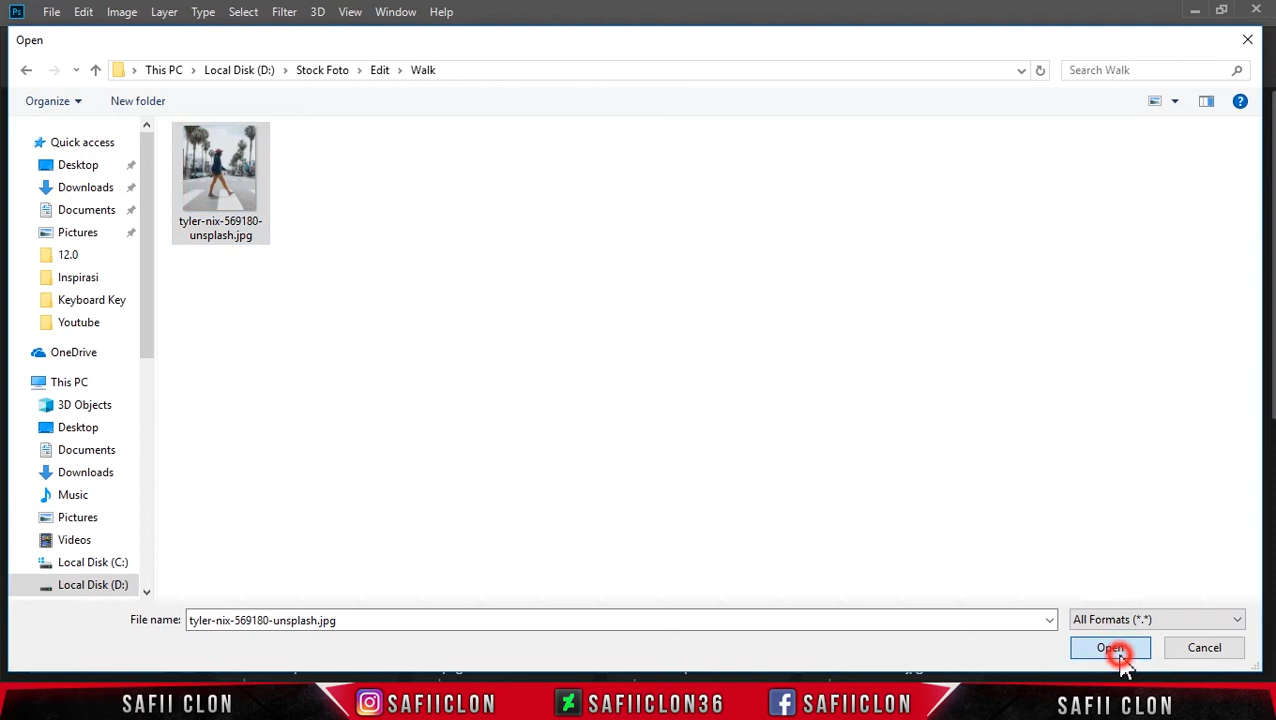 Ps File Edit Image Layer Type Select Filter 3D View Window Help
Open
This PC Local Disk (D:) Stock Foto Edit Walk
Search Walk
Organize New folder
Quick access
Desktop
Downloads
Documents
Pictures
12.0
Inspirasi
Keyboard Key
Youtube
OneDrive
This PC
3D Objects
Desktop
Documents
Downloads
Music
Pictures
Videos
Local Disk (C:)
Local Disk (D:)
tyler-nix-569180-
unsplash.jpg
File name: tyler-nix-569180-unsplash.jpg All Formats (*.*)
Open Cancel
SAFII CLON SAFIICLON SAFIICLON36 SAFIICLON SAFII CLON